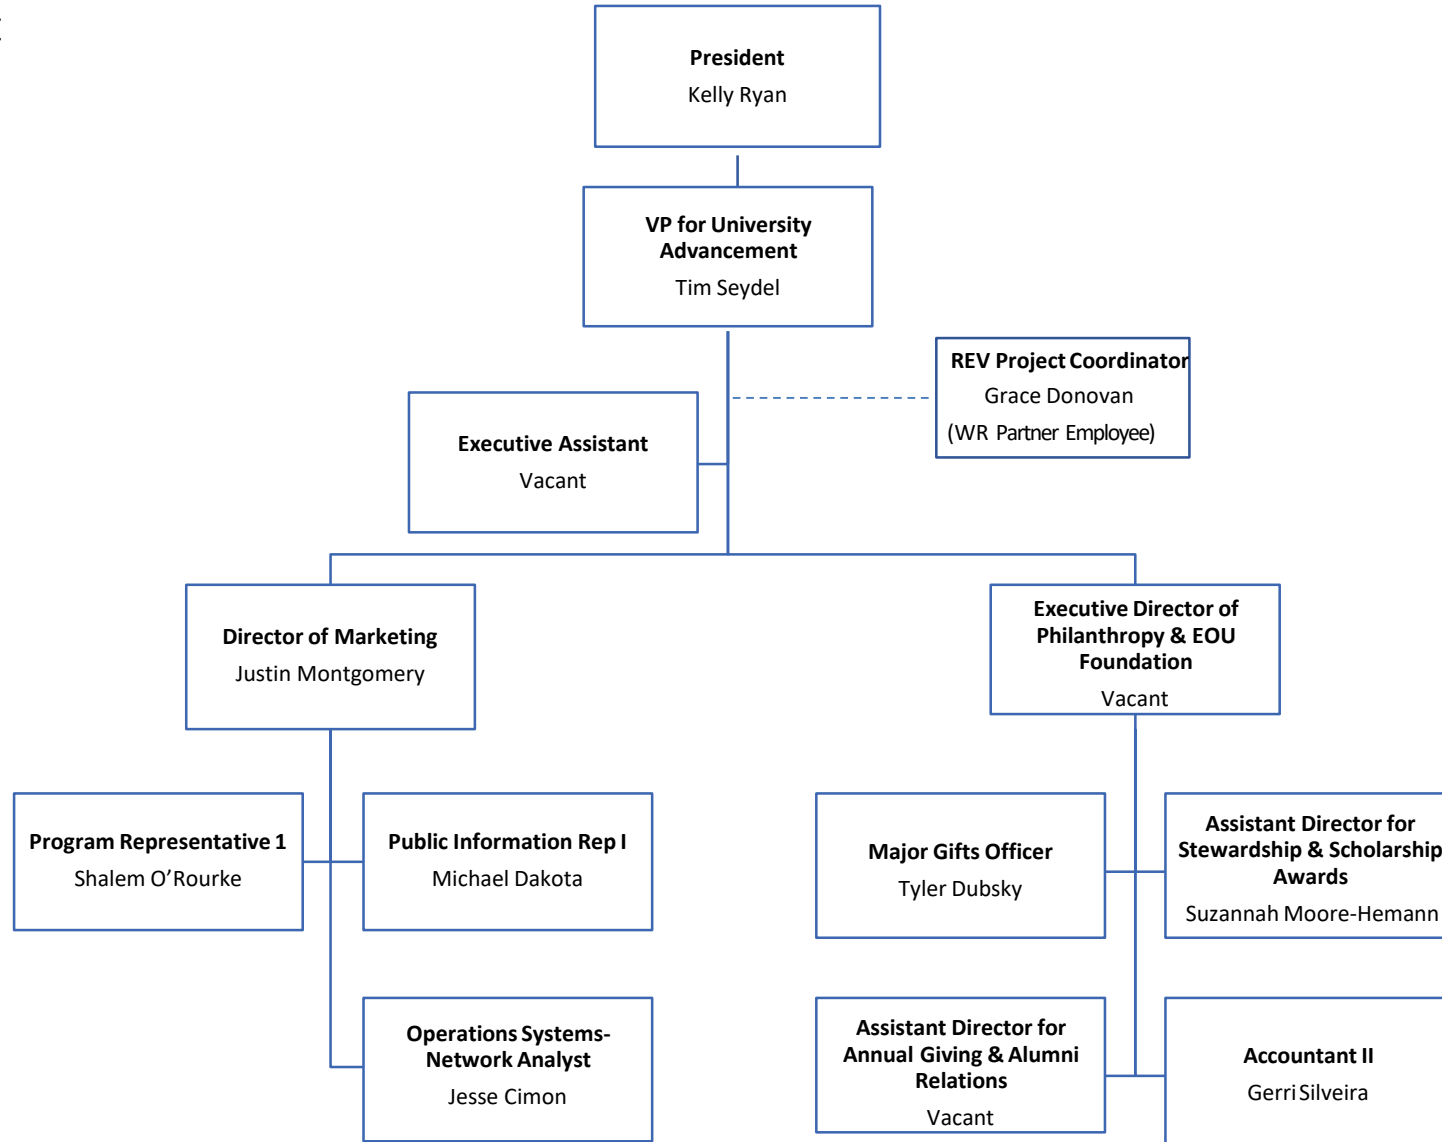 President
Kelly Ryan
VP for University
Advancement
Tim Seydel
REV Project Coordinator
Grace Donovan
(WR Partner Employee)
Executive Assistant
Vacant
Director of Marketing
Justin Montgomery
Executive Director of
Philanthropy & EOU
Foundation
Vacant
Program Representative 1
Shalem O’Rourke
Public Information Rep I
Michael Dakota
Major Gifts Officer
Tyler Dubsky
Assistant Director for
Stewardship & Scholarship
Awards
Suzannah Moore-Hemann
Operations Systems-
Network Analyst
Jesse Cimon
Assistant Director for
Annual Giving & Alumni
Relations
Vacant
Accountant II
Gerri Silveira